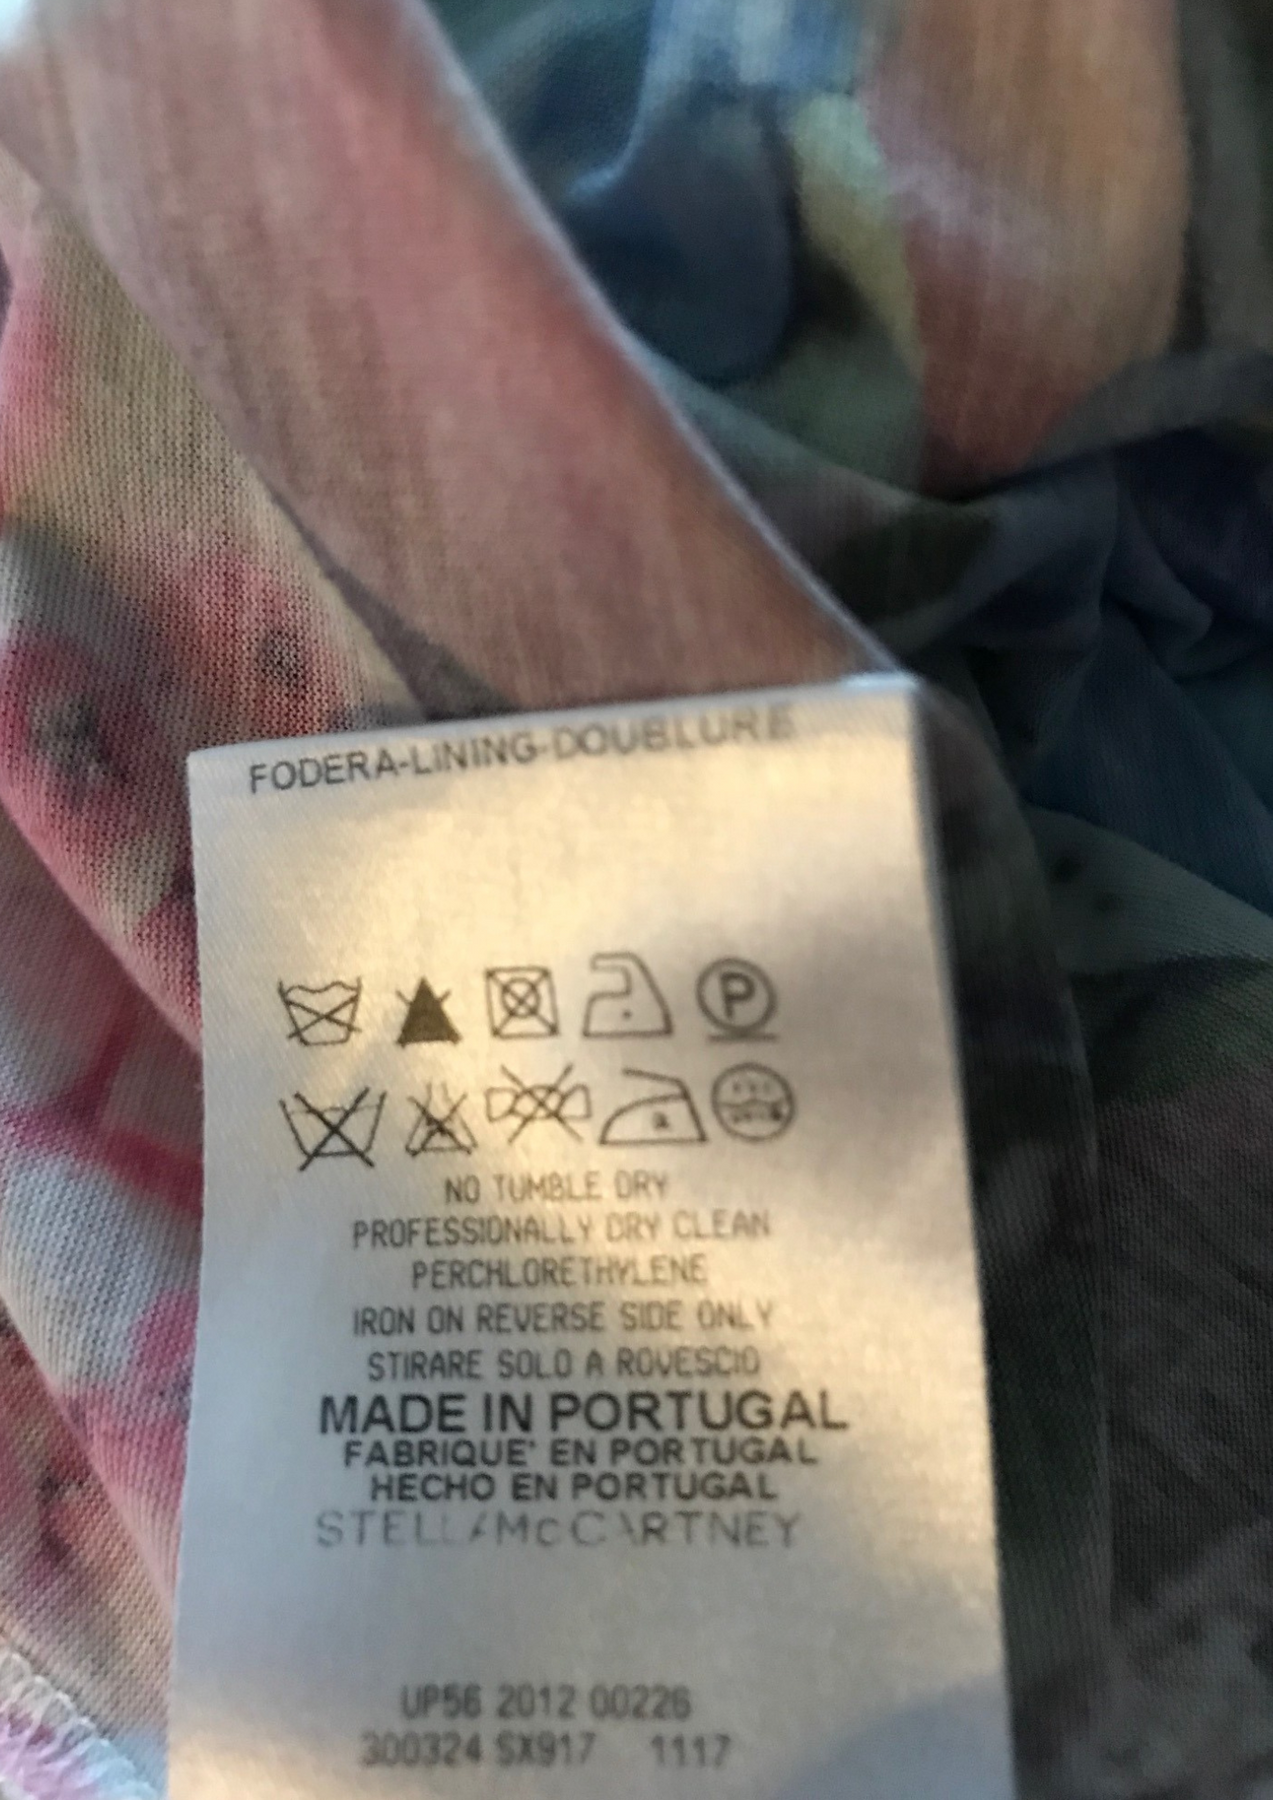 FODERA-LINING-DOUBLURE
P
NO TUMBLE DRY
PROFESSIONALLY DRY CLEAN
PERCHLORETHYLENE
IRON ON REVERSE SIDE ONLY
STIRARE SOLO A ROVESCIO
MADE IN PORTUGAL
FABRIQUE' EN PORTUGAL
HECHO EN PORTUGAL
STELLA McCARTNEY
UP56 2012 00226
300324 SX917 1117